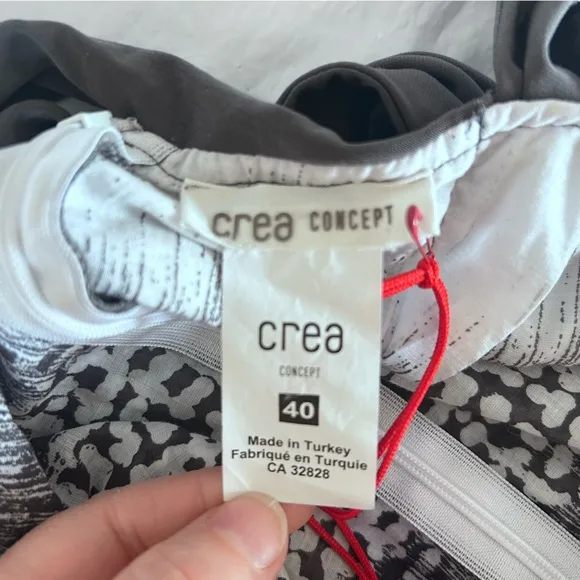 crea CONCEPT
crea
CONCEPT
40
Made in Turkey
Fabriqué en Turquie
CA 32828